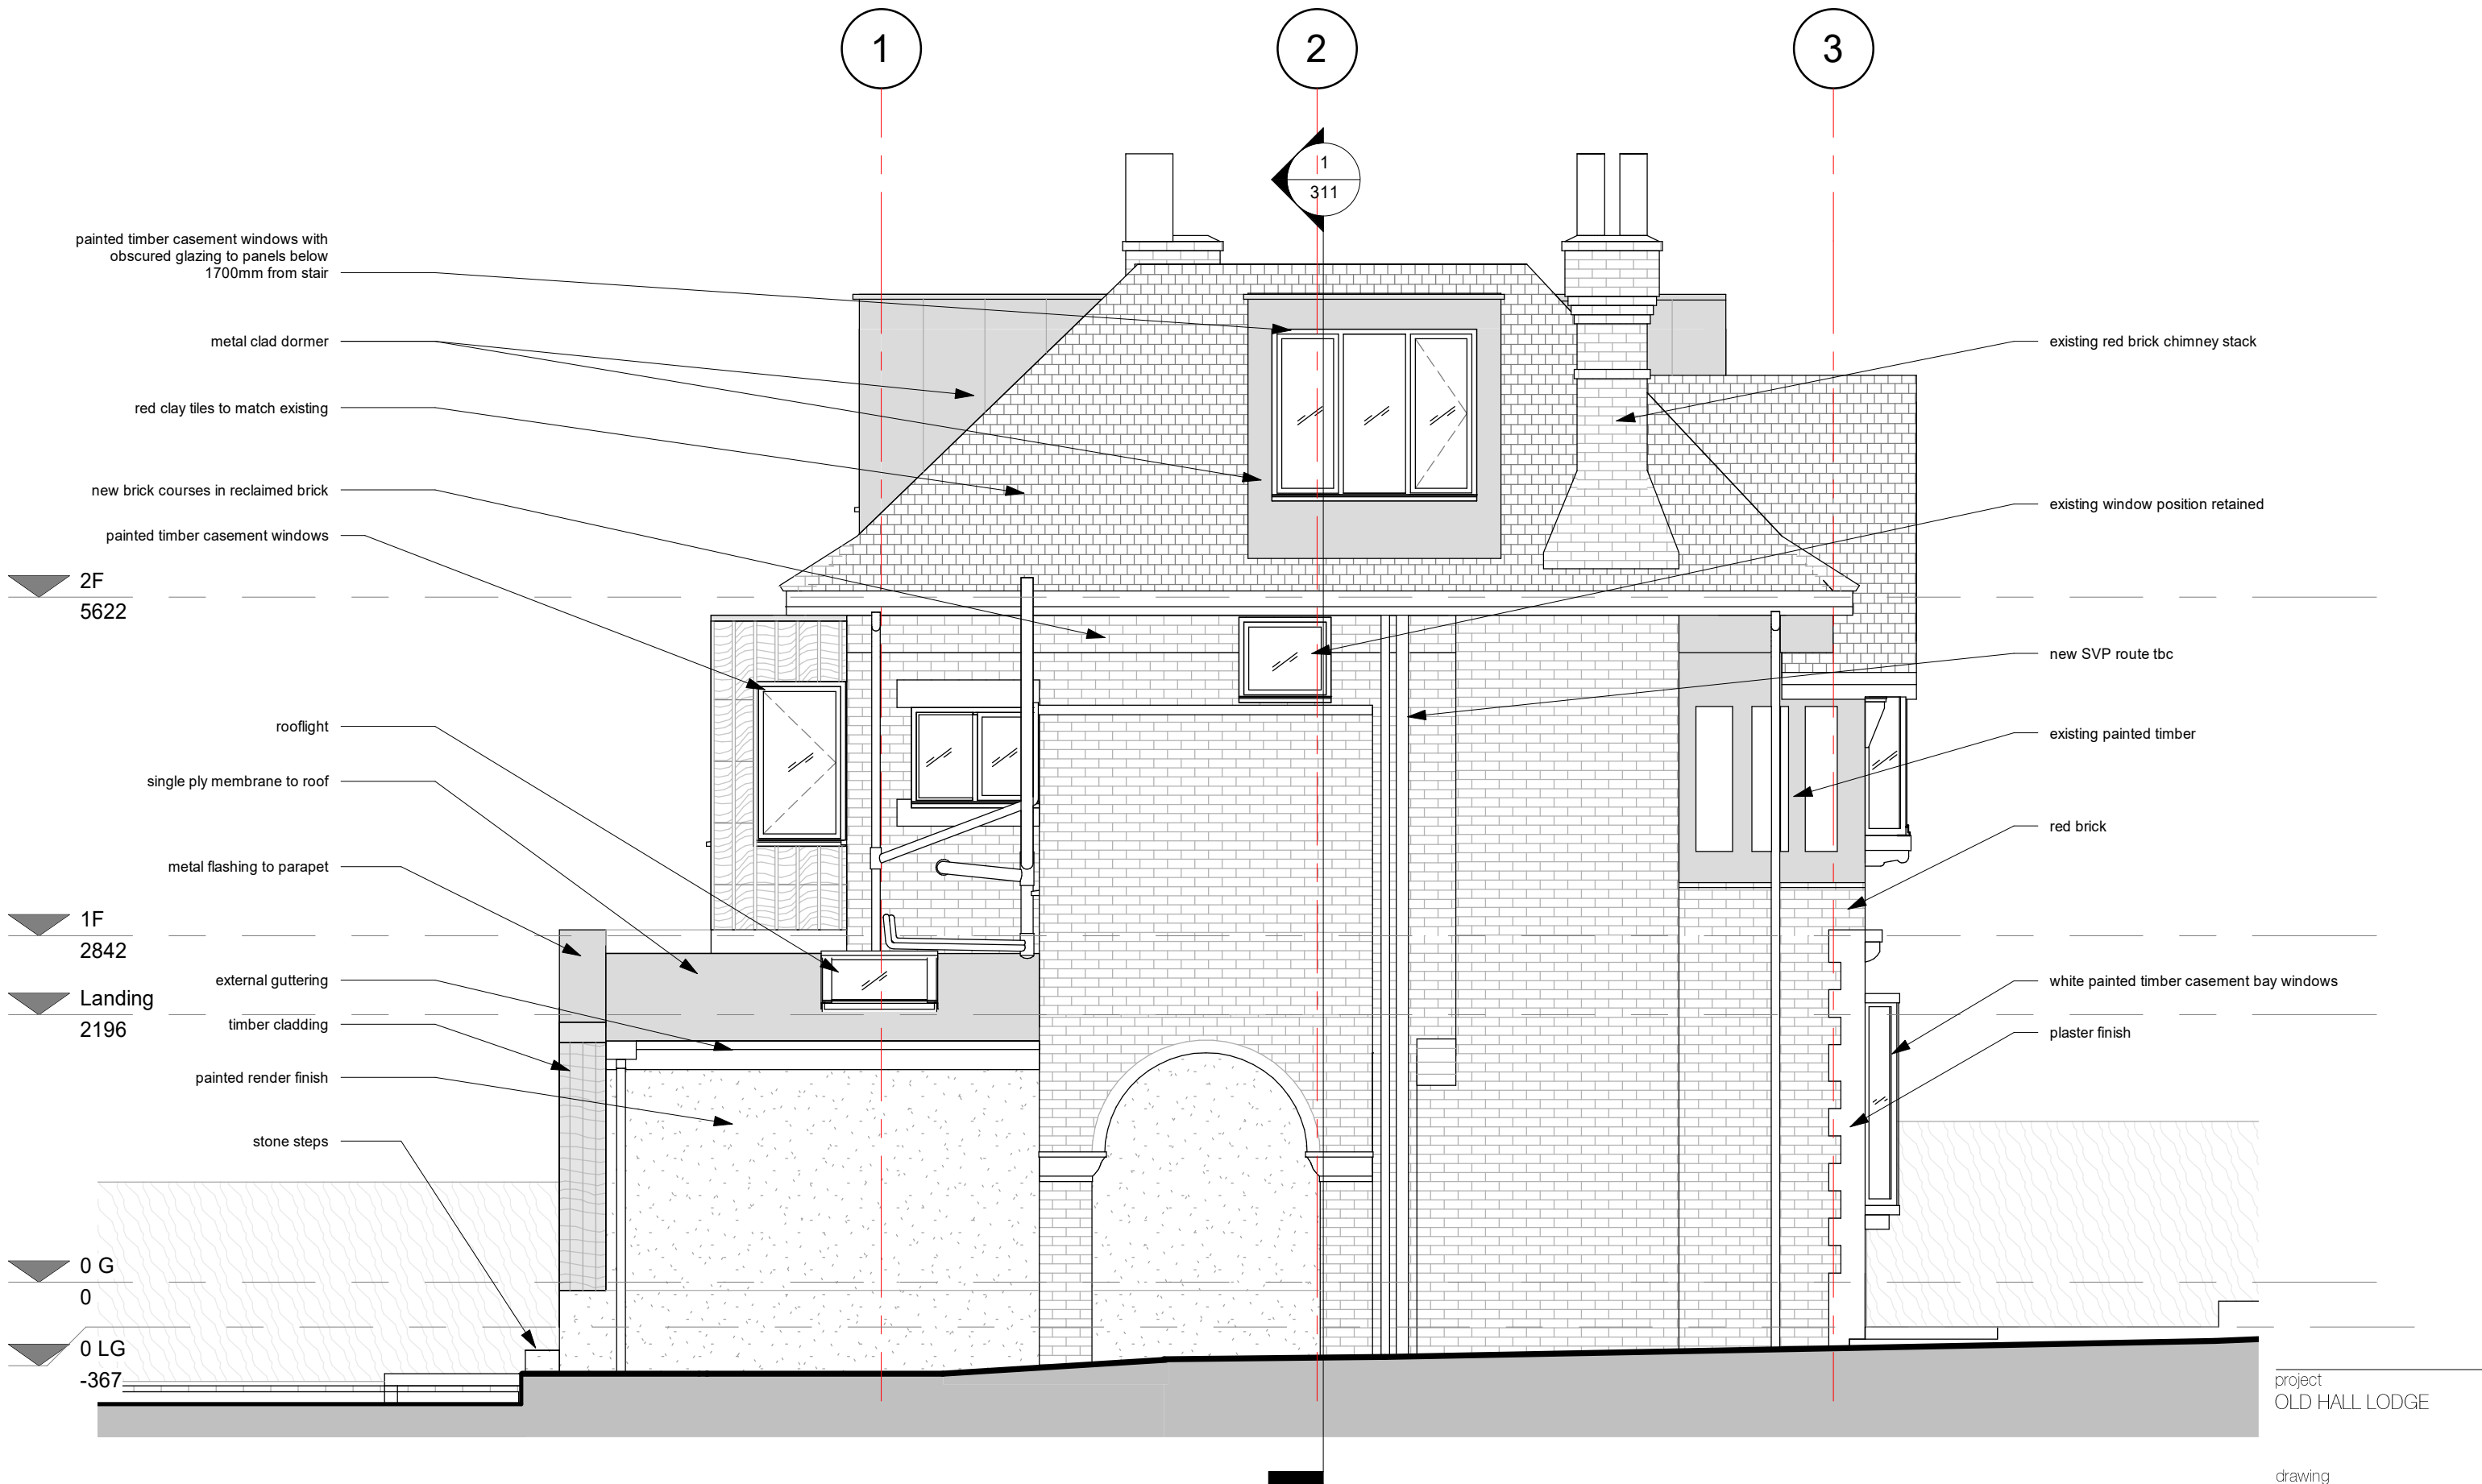 1
2
3
1
311
painted timber casement windows with
obscured glazing to panels below
1700mm from stair
metal clad dormer
red clay tiles to match existing
new brick courses in reclaimed brick
painted timber casement windows
2F
5622
rooflight
single ply membrane to roof
metal flashing to parapet
1F
2842
external guttering
Landing
2196
timber cladding
painted render finish
stone steps
0 G
0
0 LG
-367
existing red brick chimney stack
existing window position retained
new SVP route tbc
existing painted timber
red brick
white painted timber casement bay windows
plaster finish
project
OLD HALL LODGE
drawing